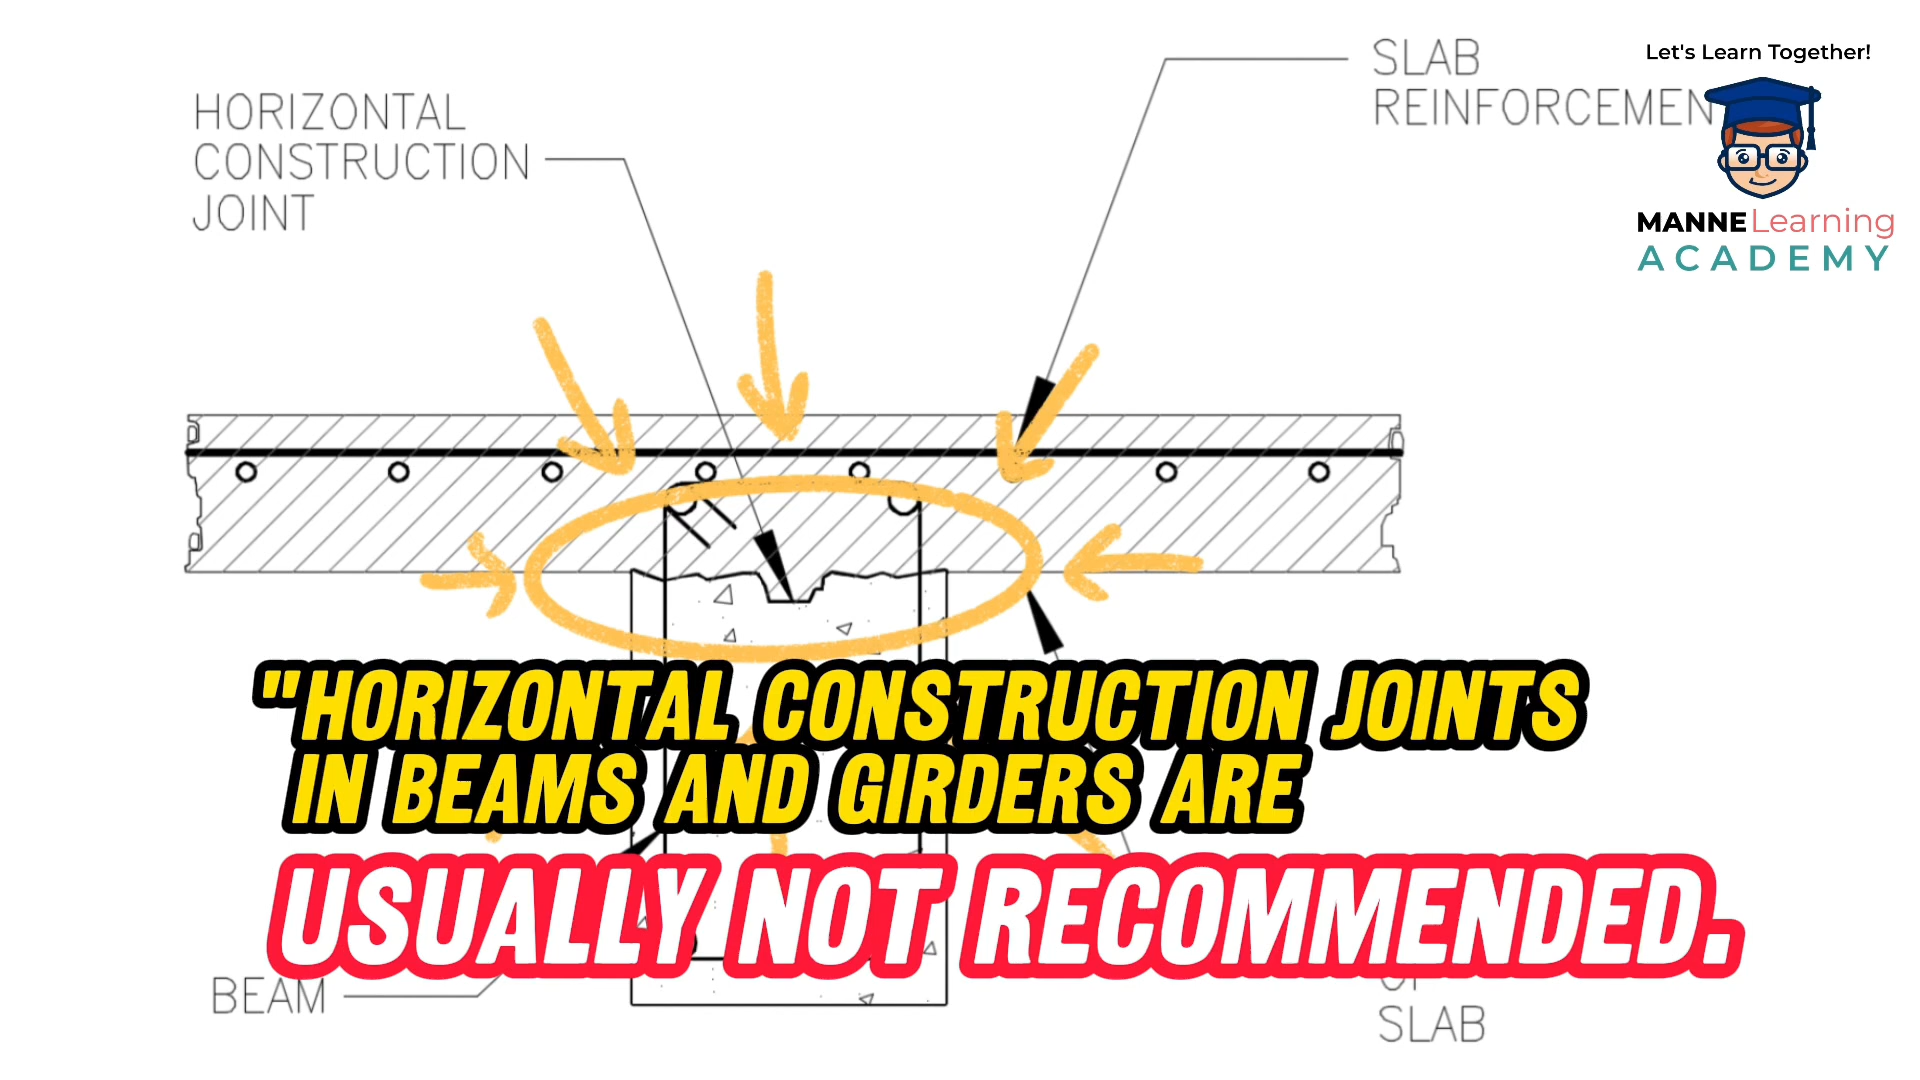 HORIZONTAL
CONSTRUCTION
JOINT
SLAB
REINFORCEMEN
Let's Learn Together!
MANNE Learning
ACADEMY
"HORIZONTAL CONSTRUCTION JOINTS
IN BEAMS AND GIRDERS ARE
USUALLY NOT RECOMMENDED.
BEAM
SLAB